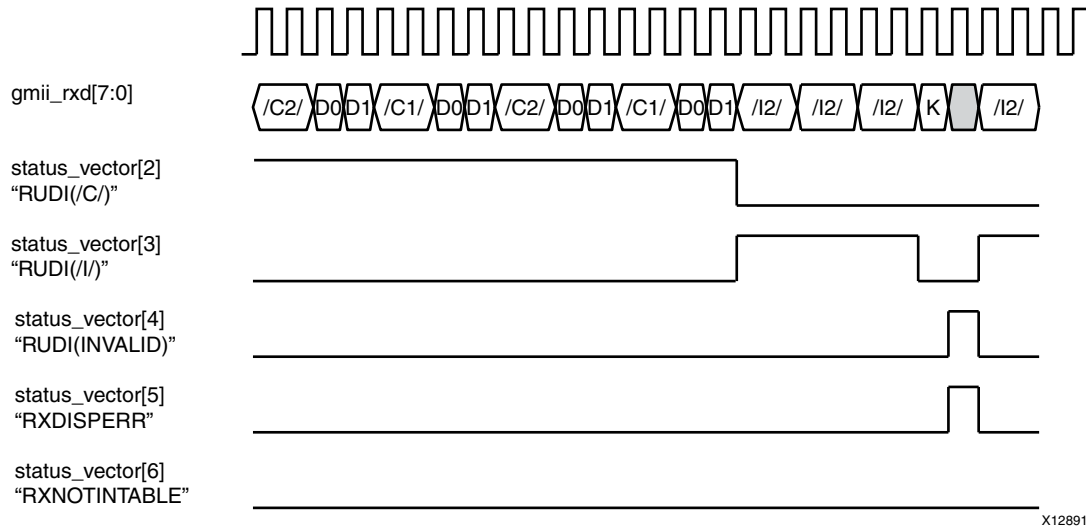 gmii_rxd[7:0]
/C2/ D0 D1 /C1/ D0 D1 /C2/ D0 D1 /C1/ D0 D1 /I2/ /I2/ /I2/ K /I2/
status_vector[2]
“RUDI(/C/)”
status_vector[3]
“RUDI(/I/)”
status_vector[4]
“RUDI(INVALID)”
status_vector[5]
“RXDISPERR”
status_vector[6]
“RXNOTINTABLE”
X12891